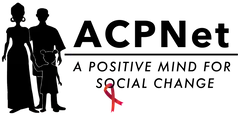 ACPNet
A POSITIVE MIND FOR
SOCIAL CHANGE